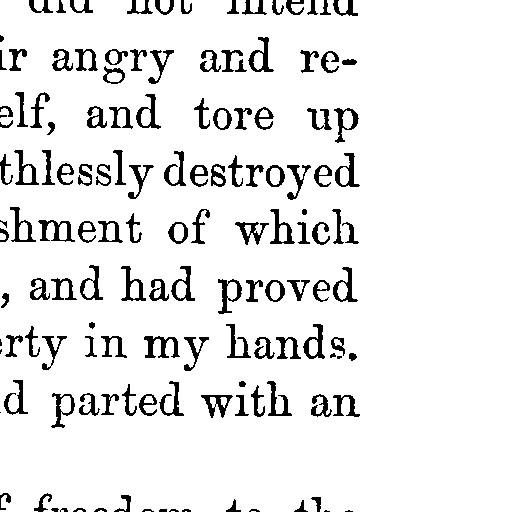 did not intend
ir angry and re-
elf, and tore up
thlessly destroyed
shment of which
, and had proved
erty in my hands.
d parted with an
f freedom to the